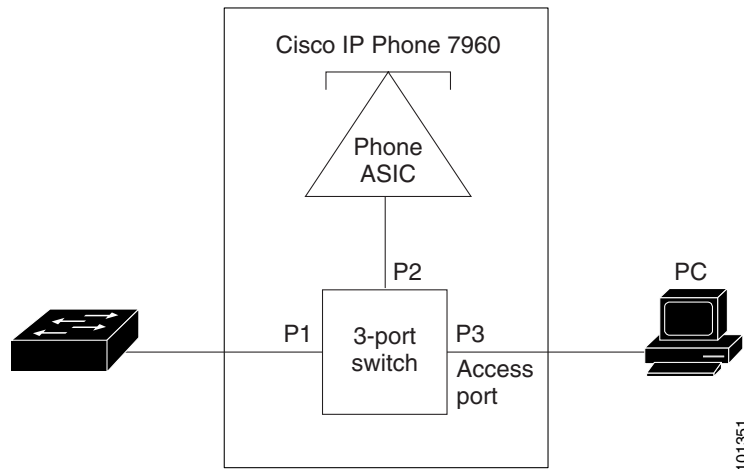 Cisco IP Phone 7960
Phone
ASIC
P2
PC
P1
3-port
switch
P3
Access
port
101351